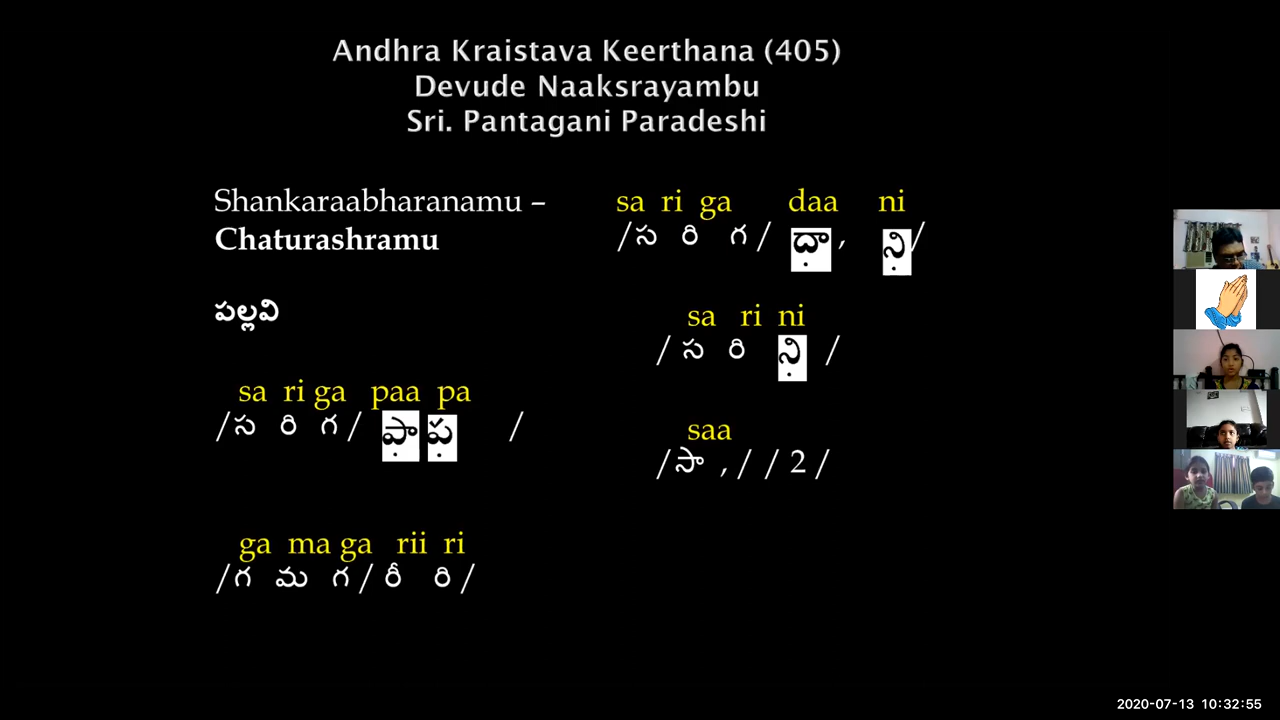 Andhra Kraistava Keerthana (405)
Devude Naaksrayambu
Sri. Pantagani Paradeshi
Shankaraabharanamu –
Chaturashramu
పల్లవి
sa ri ga paa pa
/స రి గ/ పా̣ ప̣ /
ga ma ga rii ri
/గ మ గ/ రీ రి/
sa ri ga daa ni
/స రి గ/ దా̣ , ని̣/
sa ri ni
/ స రి ని̣ /
saa
/సా ,/ / 2 /
2020-07-13 10:32:55